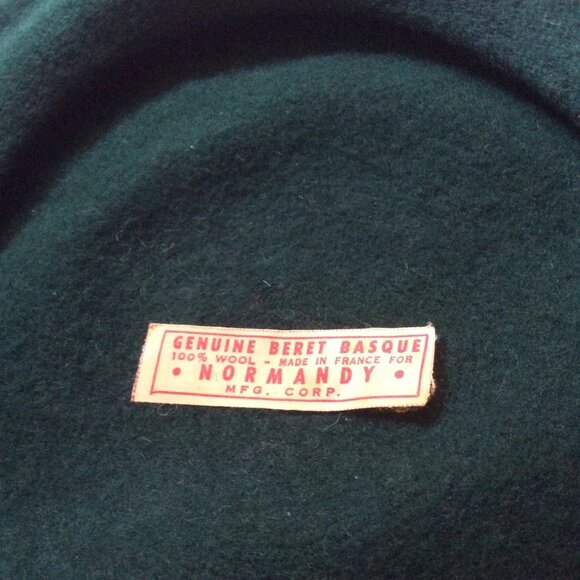 GENUINE BERET BASQUE
100% WOOL - MADE IN FRANCE FOR
• NORMANDY •
MFG. CORP.